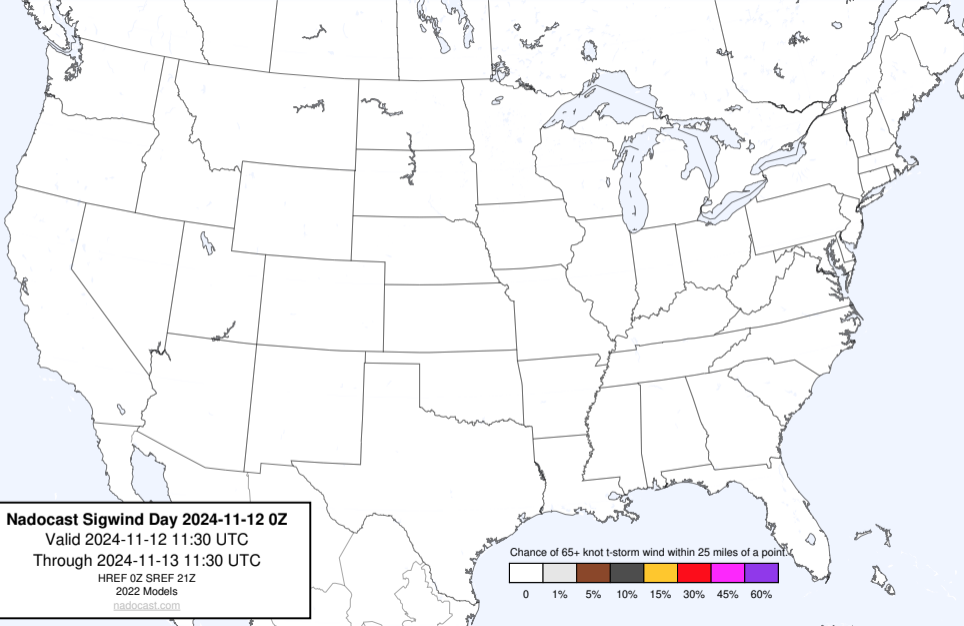 Nadocast Sigwind Day 2024-11-12 0Z
Valid 2024-11-12 11:30 UTC
Through 2024-11-13 11:30 UTC
HREF 0Z SREF 21Z
2022 Models
nadocast.com
Chance of 65+ knot t-storm wind within 25 miles of a point.
0 1% 5% 10% 15% 30% 45% 60%